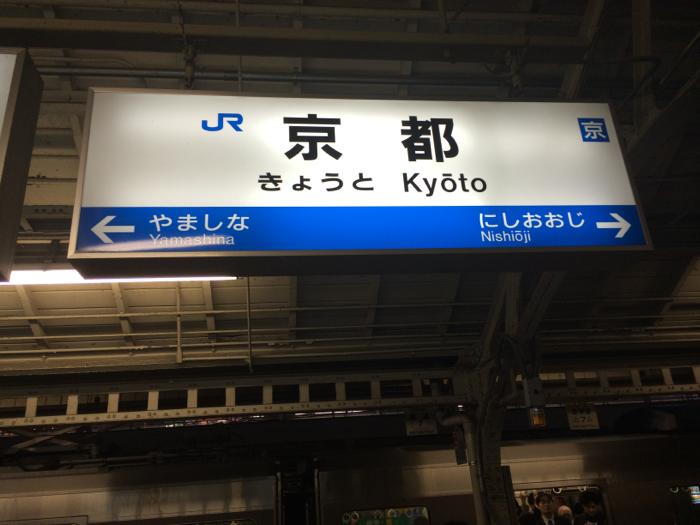 JR 京都 京
きょうと Kyōto
← やましな にしおおじ →
Yamashina Nishiōji